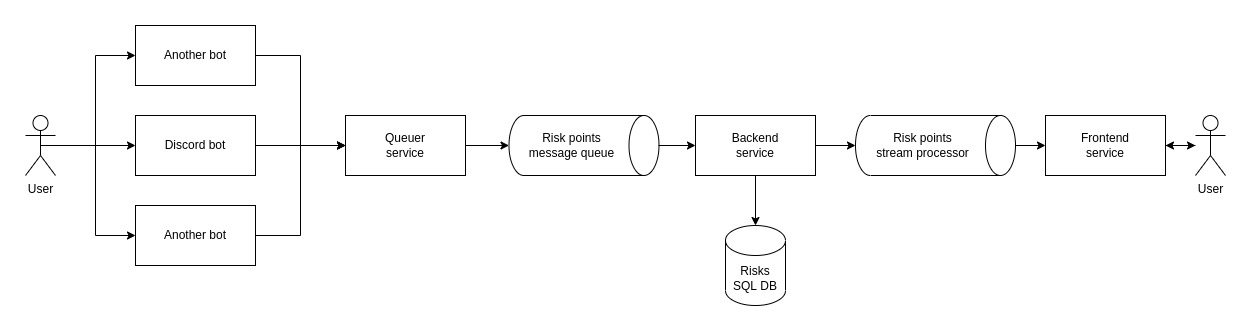 Another bot
Discord bot
Another bot
User
Queuer
service
Risk points
message queue
Backend
service
Risk points
stream processor
Frontend
service
User
Risks
SQL DB